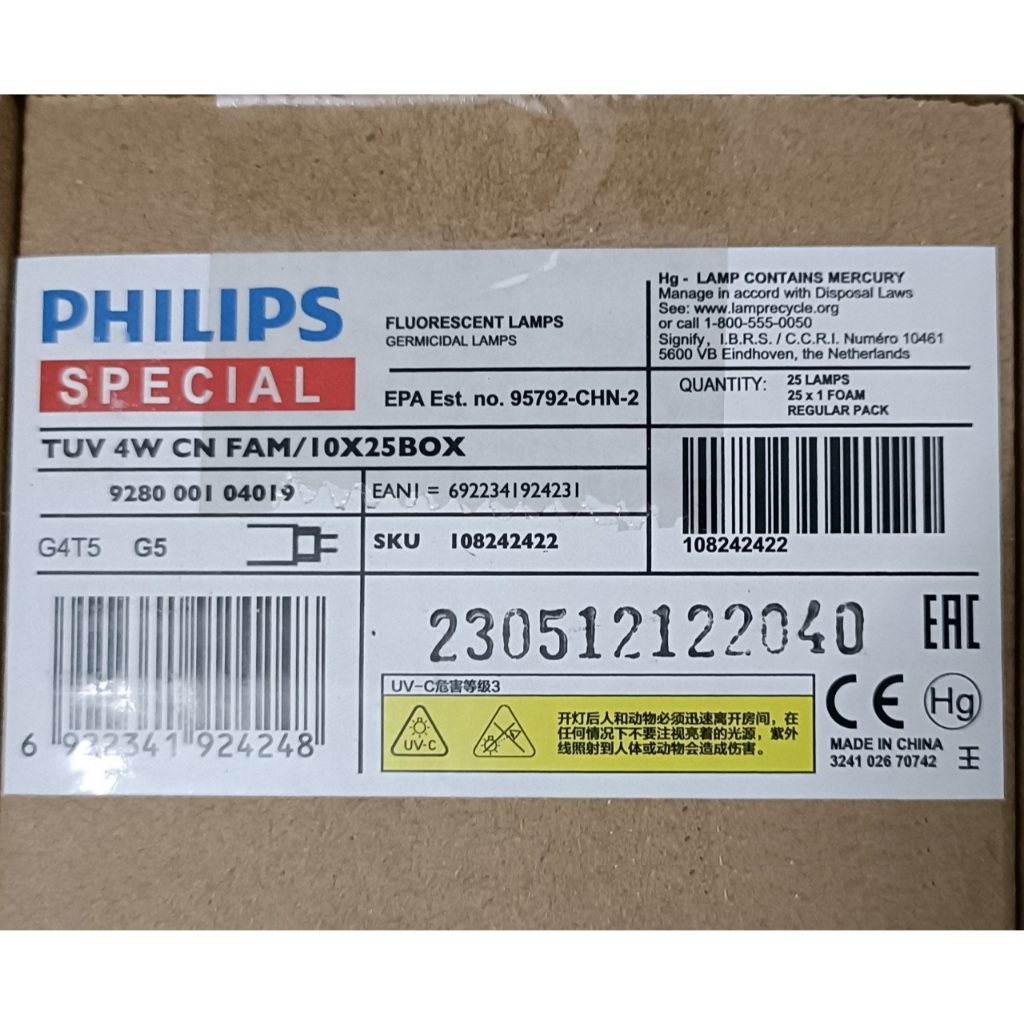 PHILIPS
SPECIAL
FLUORESCENT LAMPS
GERMICIDAL LAMPS
EPA Est. no. 95792-CHN-2
Hg - LAMP CONTAINS MERCURY
Manage in accord with Disposal Laws
See: www.lamprecycle.org
or call 1-800-555-0050
Signify, I.B.R.S. / C.C.R.I. Numéro 10461
5600 VB Eindhoven, the Netherlands
QUANTITY: 25 LAMPS
25 x 1 FOAM
REGULAR PACK
TUV 4W CN FAM/10X25BOX
9280 001 04019
EAN1 = 6922341924231
G4T5 G5
SKU 108242422
108242422
230512122040
EAC
6 922341 924248
UV-C危害等级3
UV-C
开灯后人和动物必须迅速离开房间，在
任何情况下不要注视亮着的光源，紫外
线照射到人体或动物会造成伤害。
CE
Hg
MADE IN CHINA
3241 026 70742 王